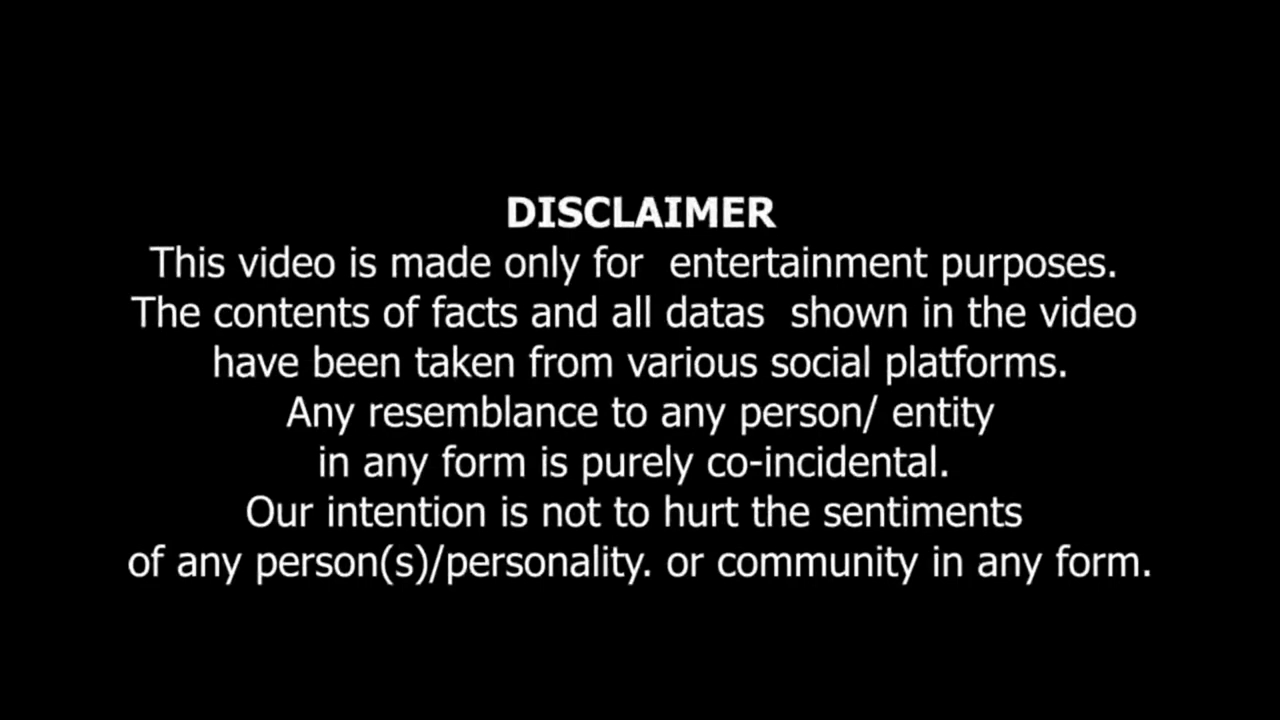 DISCLAIMER
This video is made only for  entertainment purposes.
The contents of facts and all datas  shown in the video
have been taken from various social platforms.
Any resemblance to any person/ entity
in any form is purely co-incidental.
Our intention is not to hurt the sentiments
of any person(s)/personality. or community in any form.